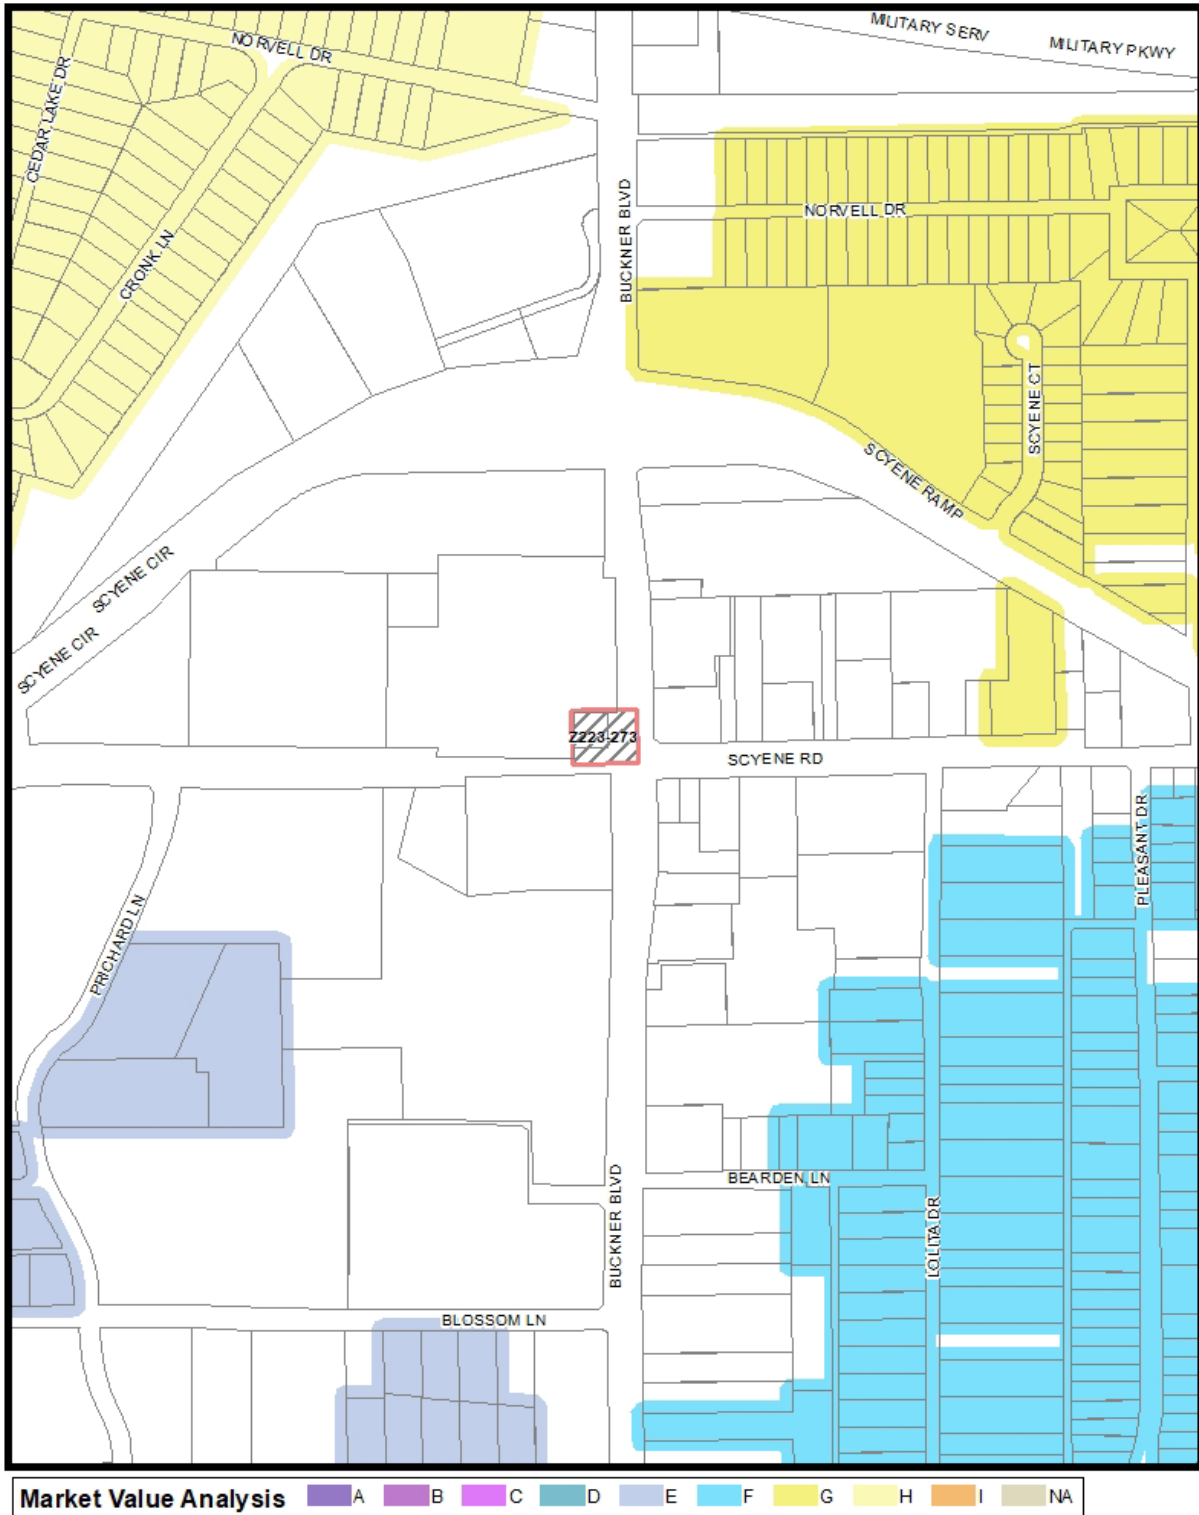 MILITARY SERV
MILITARY PKWY
NORVELL DR
CEDAR LAKE DR
CRONK LN
BUCKNER BLVD
NORVELL DR
SCYENE CT
SCYENE RAMP
SCYENE CIR
SCYENE CIR
Z223-273
SCYENE RD
PLEASANT DR
PRICHARD LN
BEARDEN LN
BUCKNER BLVD
LOLITA DR
BLOSSOM LN
Market Value Analysis A B C D E F G H I NA